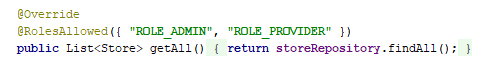 @Override
@RolesAllowed({ "ROLE_ADMIN", "ROLE_PROVIDER" })
public List<Store> getAll() { return storeRepository.findAll(); }